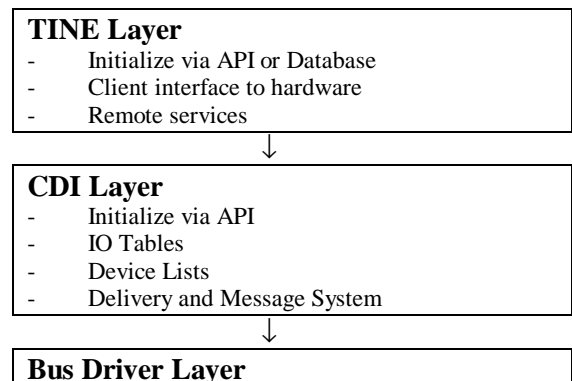 TINE Layer
- Initialize via API or Database
- Client interface to hardware
- Remote services
↓
CDI Layer
- Initialize via API
- IO Tables
- Device Lists
- Delivery and Message System
↓
Bus Driver Layer